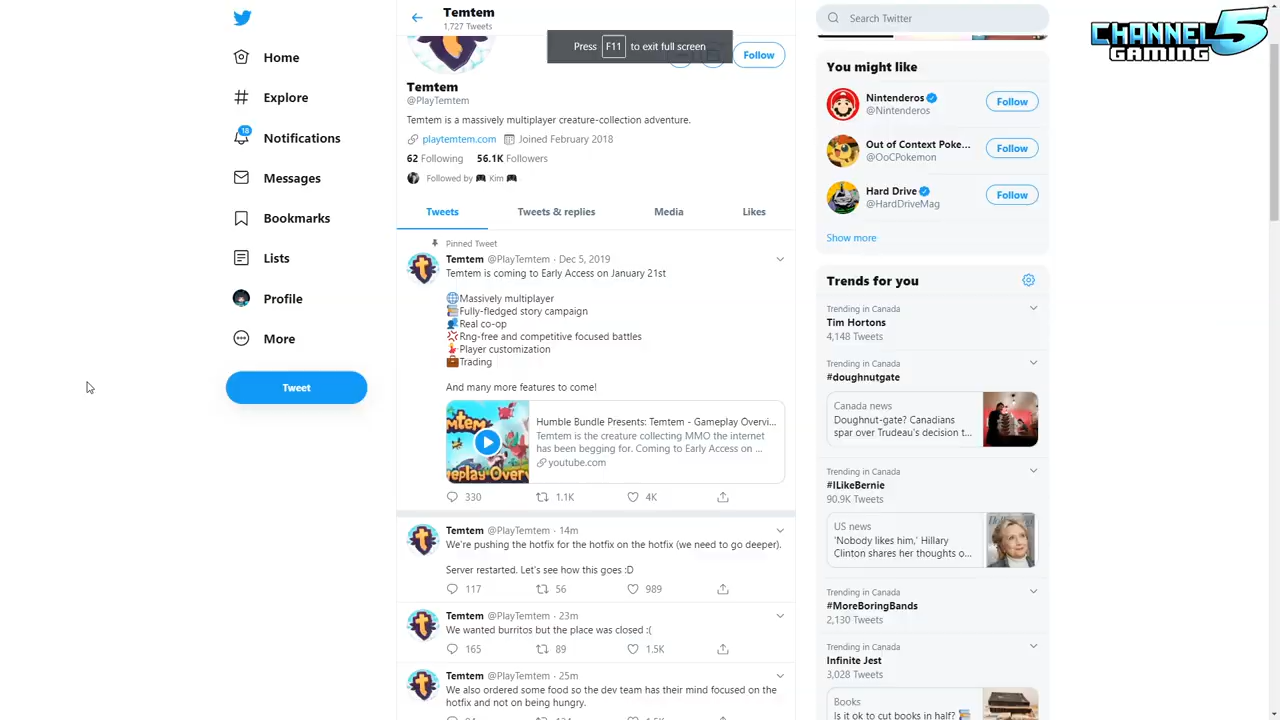 Home
Explore
18
Notifications
Messages
Bookmarks
Lists
Profile
More
Tweet
Temtem
1,727 Tweets
Press F11 to exit full screen
Follow
Temtem
@PlayTemtem
Temtem is a massively multiplayer creature-collection adventure.
playtemtem.com Joined February 2018
62 Following 56.1K Followers
Followed by Kim
Tweets Tweets & replies Media Likes
Pinned Tweet
Temtem @PlayTemtem · Dec 5, 2019
Temtem is coming to Early Access on January 21st
Massively multiplayer
Fully-fledged story campaign
Real co-op
Rng-free and competitive focused battles
Player customization
Trading
And many more features to come!
Humble Bundle Presents: Temtem - Gameplay Overvi...
Temtem is the creature collecting MMO the internet
has been begging for. Coming to Early Access on ...
youtube.com
330 1.1K 4K
Temtem @PlayTemtem · 14m
We're pushing the hotfix for the hotfix on the hotfix (we need to go deeper).
Server restarted. Let's see how this goes :D
117 56 989
Temtem @PlayTemtem · 23m
We wanted burritos but the place was closed :(
165 89 1.5K
Temtem @PlayTemtem · 25m
We also ordered some food so the dev team has their mind focused on the
hotfix and not on being hungry.
Search Twitter
CHANNEL 5
GAMING
You might like
Nintenderos
@Nintenderos
Follow
Out of Context Poke...
@OoCPokemon
Follow
Hard Drive
@HardDriveMag
Follow
Show more
Trends for you
Trending in Canada
Tim Hortons
4,148 Tweets
Trending in Canada
#doughnutgate
Canada news
Doughnut-gate? Canadians
spar over Trudeau's decision t...
Trending in Canada
#ILikeBernie
90.9K Tweets
US news
'Nobody likes him,' Hillary
Clinton shares her thoughts o...
Trending in Canada
#MoreBoringBands
2,130 Tweets
Trending in Canada
Infinite Jest
3,028 Tweets
Books
Is it ok to cut books in half?